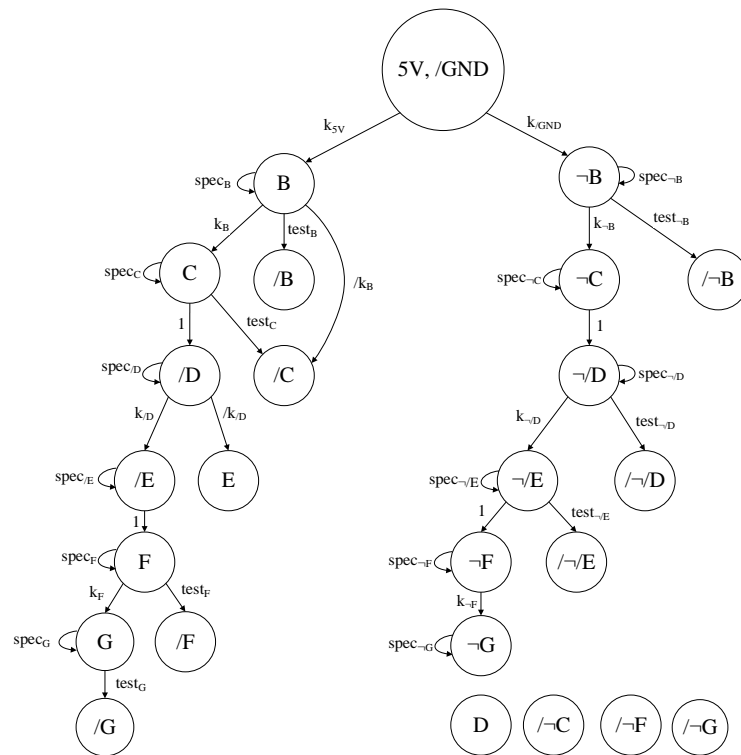 5V, /GND
k5V
k/GND
specB
B
¬B
spec¬B
kB
testB
k¬B
test¬B
specC
C
/B
/kB
spec¬C
¬C
/¬B
1
testC
1
spec/D
/D
/C
¬/D
spec¬/D
k/D
/k/D
k¬/D
test¬/D
spec/E
/E
E
spec¬/E
¬/E
/¬/D
1
1
test¬/E
specF
F
spec¬F
¬F
/¬/E
kF
testF
k¬F
specG
G
/F
spec¬G
¬G
testG
/G
D
/¬C
/¬F
/¬G